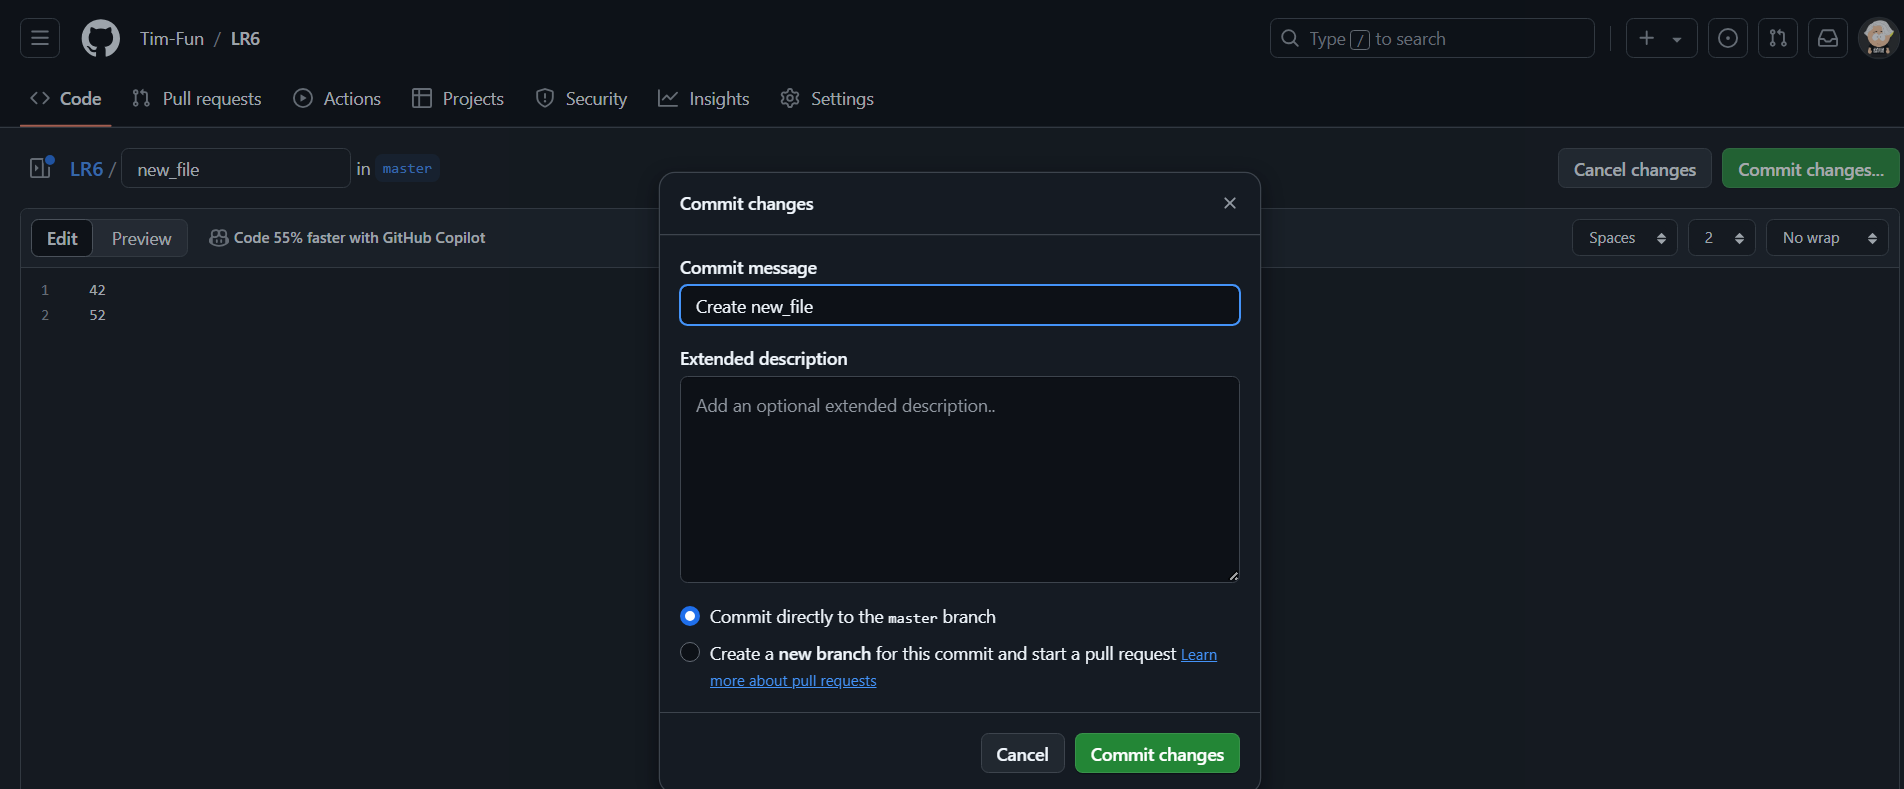 Tim-Fun / LR6
Type / to search
Code Pull requests Actions Projects Security Insights Settings
LR6 / new_file in master
Cancel changes Commit changes...
Edit Preview Code 55% faster with GitHub Copilot
Spaces 2 No wrap
1 42
2 52
Commit changes
Commit message
Create new_file
Extended description
Add an optional extended description..
Commit directly to the master branch
Create a new branch for this commit and start a pull request Learn
more about pull requests
Cancel Commit changes